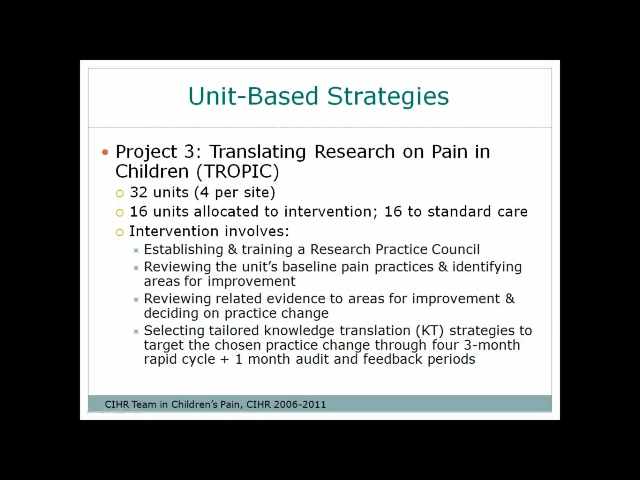 Unit-Based Strategies
Project 3: Translating Research on Pain in
Children (TROPIC)
32 units (4 per site)
16 units allocated to intervention; 16 to standard care
Intervention involves:
Establishing & training a Research Practice Council
Reviewing the unit's baseline pain practices & identifying
areas for improvement
Reviewing related evidence to areas for improvement &
deciding on practice change
Selecting tailored knowledge translation (KT) strategies to
target the chosen practice change through four 3-month
rapid cycle + 1 month audit and feedback periods
CIHR Team in Children's Pain, CIHR 2006-2011